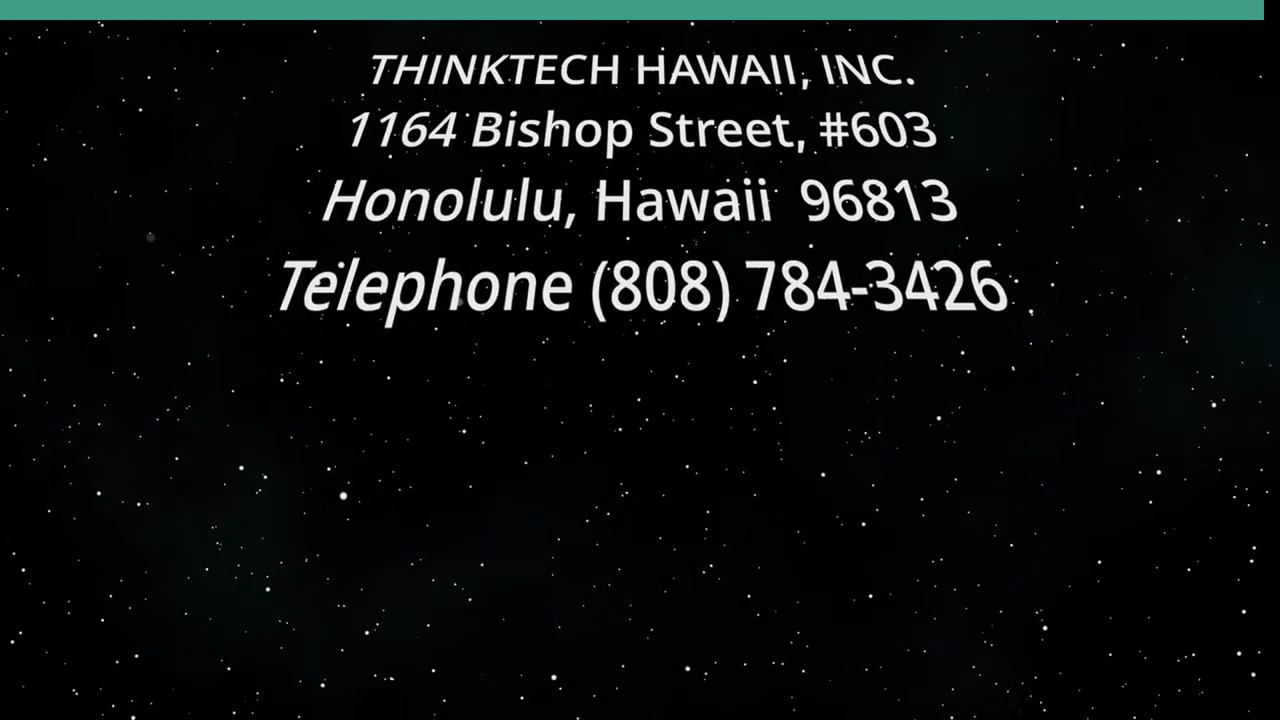 THINKTECH HAWAII, INC.
1164 Bishop Street, #603
Honolulu, Hawaii 96813
Telephone (808) 784-3426